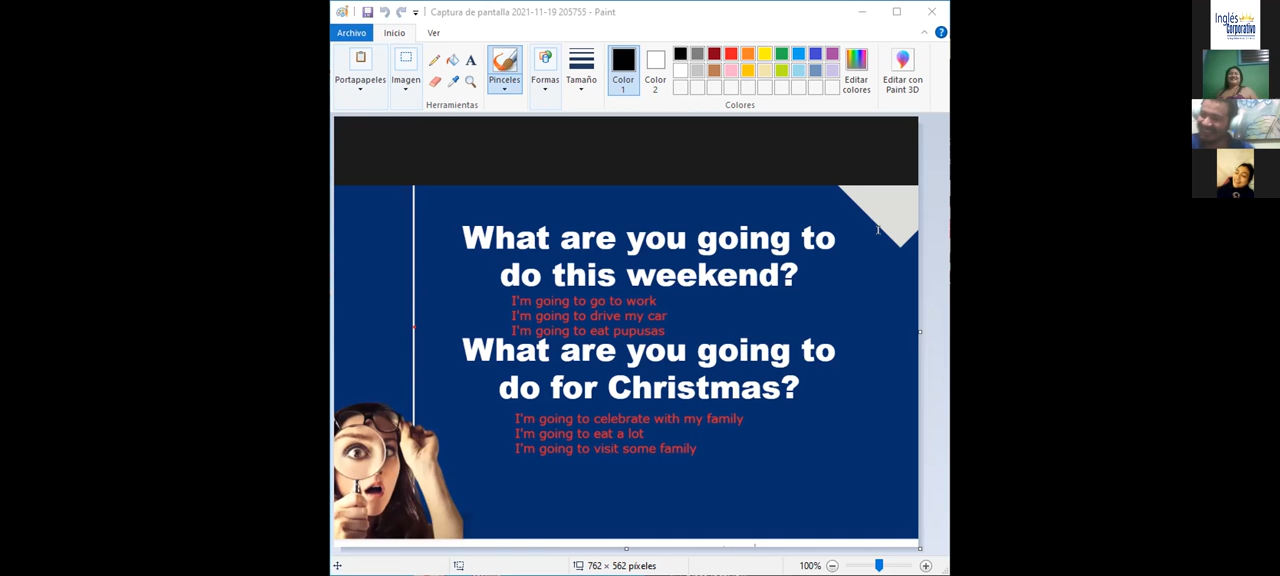 Captura de pantalla 2021-11-19 205755 - Paint
Archivo
Inicio
Ver
Portapapeles
Imagen
Herramientas
Pinceles
Formas
Tamaño
Color 1
Color 2
Colores
Editar colores
Editar con Paint 3D
Inglés
Corporativo
What are you going to
do this weekend?
I'm going to go to work
I'm going to drive my car
I'm going to eat pupusas
What are you going to
do for Christmas?
I'm going to celebrate with my family
I'm going to eat a lot
I'm going to visit some family
762 × 562 píxeles
100%